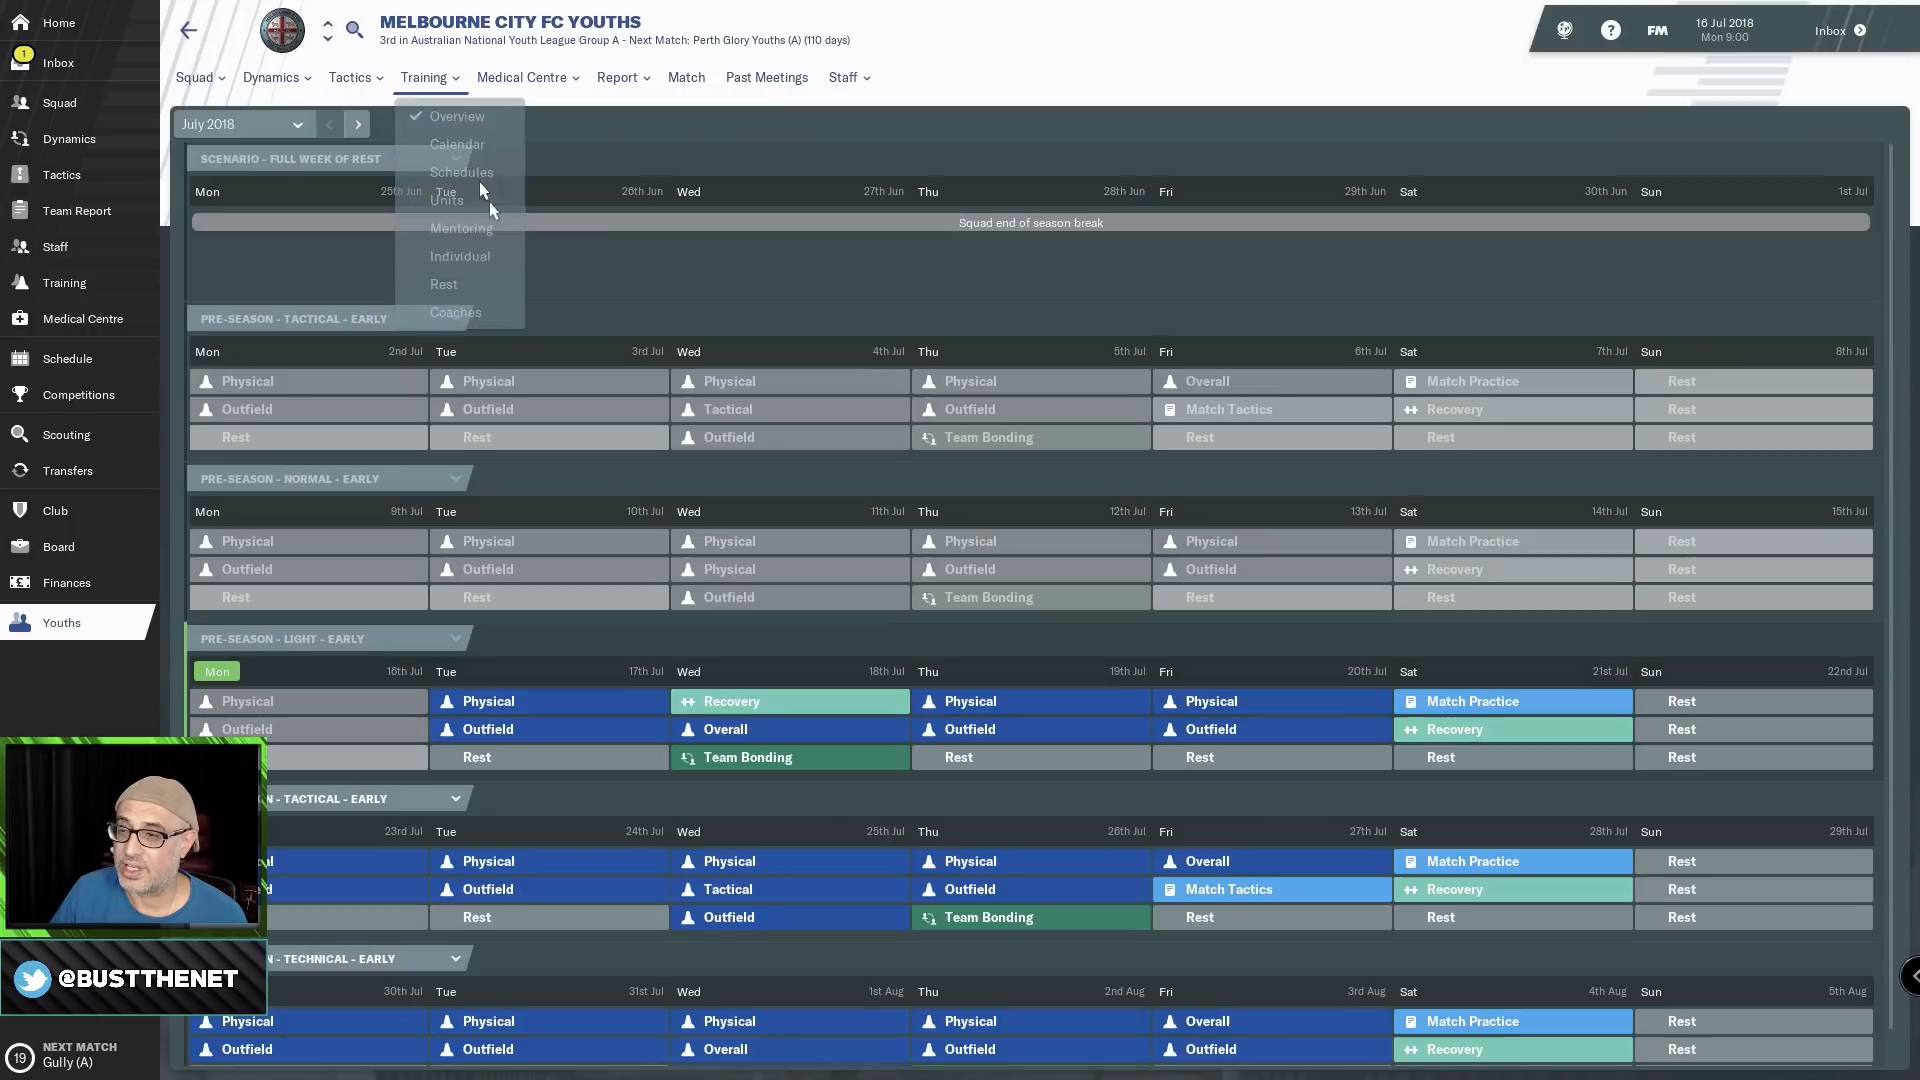 Home
1
Inbox
Squad
Dynamics
Tactics
Team Report
Staff
Training
Medical Centre
Schedule
Competitions
Scouting
Transfers
Club
Board
Finances
Youths
19 NEXT MATCH
Gully (A)
MELBOURNE CITY FC YOUTHS
3rd in Australian National Youth League Group A - Next Match: Perth Glory Youths (A) (110 days)
? FM 16 Jul 2018
Mon 9:00
Inbox
Squad Dynamics Tactics Training Medical Centre Report Match Past Meetings Staff
July 2018
Overview
Calendar
Schedules
Units
Mentoring
Individual
Rest
Coaches
SCENARIO - FULL WEEK OF REST
Mon 25th Jun Tue 26th Jun Wed 27th Jun Thu 28th Jun Fri 29th Jun Sat 30th Jun Sun 1st Jul
Squad end of season break
PRE-SEASON - TACTICAL - EARLY
Mon 2nd Jul Tue 3rd Jul Wed 4th Jul Thu 5th Jul Fri 6th Jul Sat 7th Jul Sun 8th Jul
Physical Physical Physical Physical Overall Match Practice Rest
Outfield Outfield Tactical Outfield Match Tactics Recovery Rest
Rest Rest Outfield Team Bonding Rest Rest Rest
PRE-SEASON - NORMAL - EARLY
Mon 9th Jul Tue 10th Jul Wed 11th Jul Thu 12th Jul Fri 13th Jul Sat 14th Jul Sun 15th Jul
Physical Physical Physical Physical Physical Match Practice Rest
Outfield Outfield Physical Outfield Outfield Recovery Rest
Rest Rest Outfield Team Bonding Rest Rest Rest
PRE-SEASON - LIGHT - EARLY
Mon 16th Jul Tue 17th Jul Wed 18th Jul Thu 19th Jul Fri 20th Jul Sat 21st Jul Sun 22nd Jul
Physical Physical Recovery Physical Physical Match Practice Rest
Outfield Outfield Overall Outfield Outfield Recovery Rest
Rest Team Bonding Rest Rest Rest Rest
N - TACTICAL - EARLY
23rd Jul Tue 24th Jul Wed 25th Jul Thu 26th Jul Fri 27th Jul Sat 28th Jul Sun 29th Jul
Physical Physical Physical Overall Match Practice Rest
Outfield Tactical Outfield Match Tactics Recovery Rest
Rest Outfield Team Bonding Rest Rest Rest
N - TECHNICAL - EARLY
30th Jul Tue 31st Jul Wed 1st Aug Thu 2nd Aug Fri 3rd Aug Sat 4th Aug Sun 5th Aug
Physical Physical Physical Physical Overall Match Practice Rest
Outfield Outfield Overall Outfield Outfield Recovery Rest
@BUSTTHENET